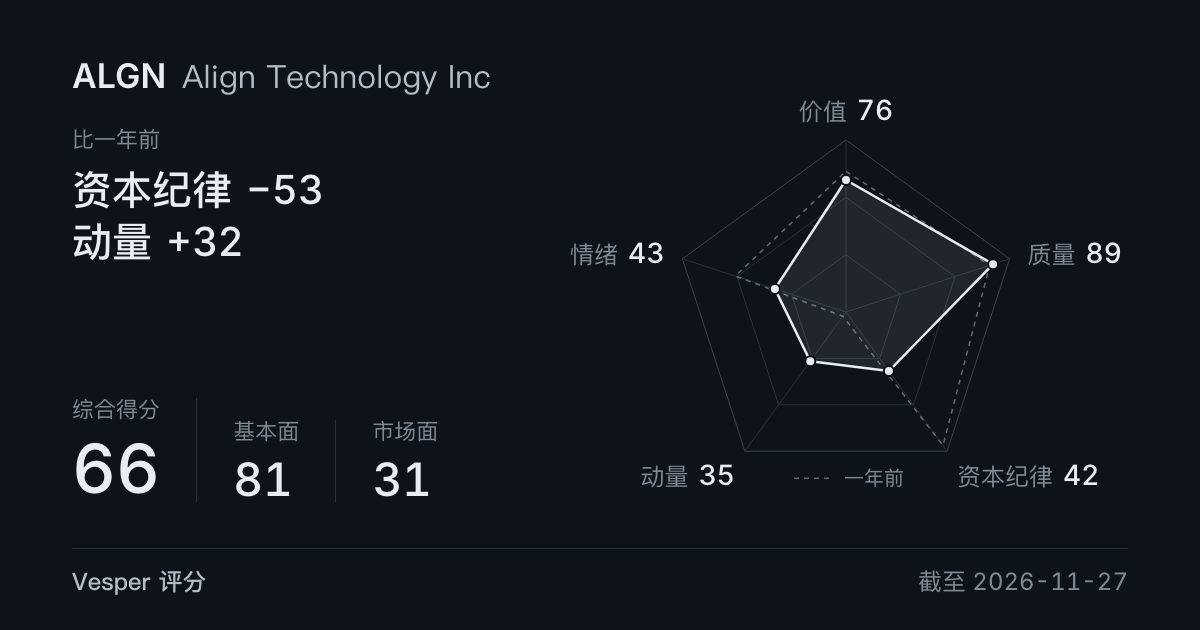 ALGN Align Technology Inc
比一年前
资本纪律 −53
动量 +32
综合得分
66
基本面
81
市场面
31
价值 76
情绪 43
质量 89
动量 35
---- 一年前
资本纪律 42
Vesper 评分
截至 2026-11-27